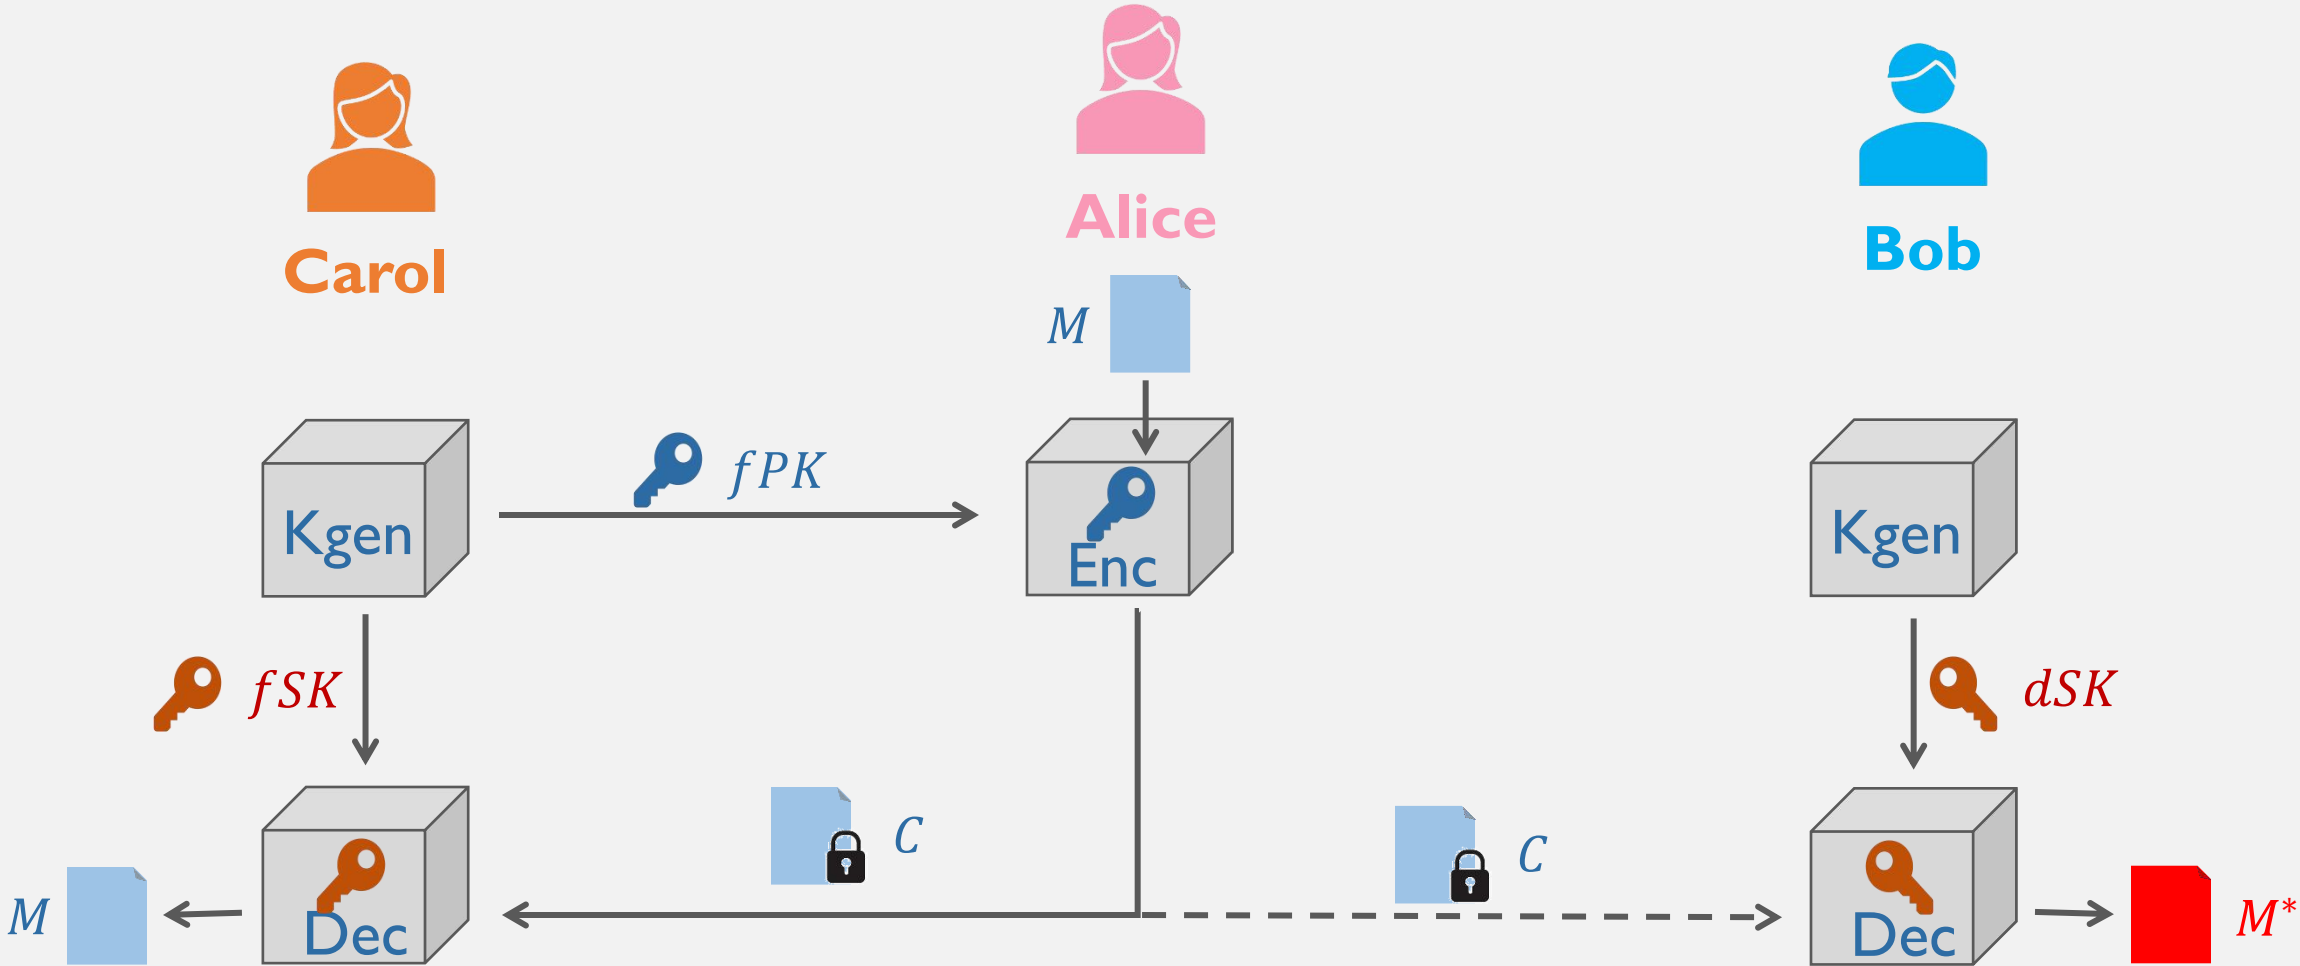 Carol
Alice
Bob
M
Kgen
fPK
Enc
Kgen
fSK
dSK
C
C
M
Dec
Dec
M*